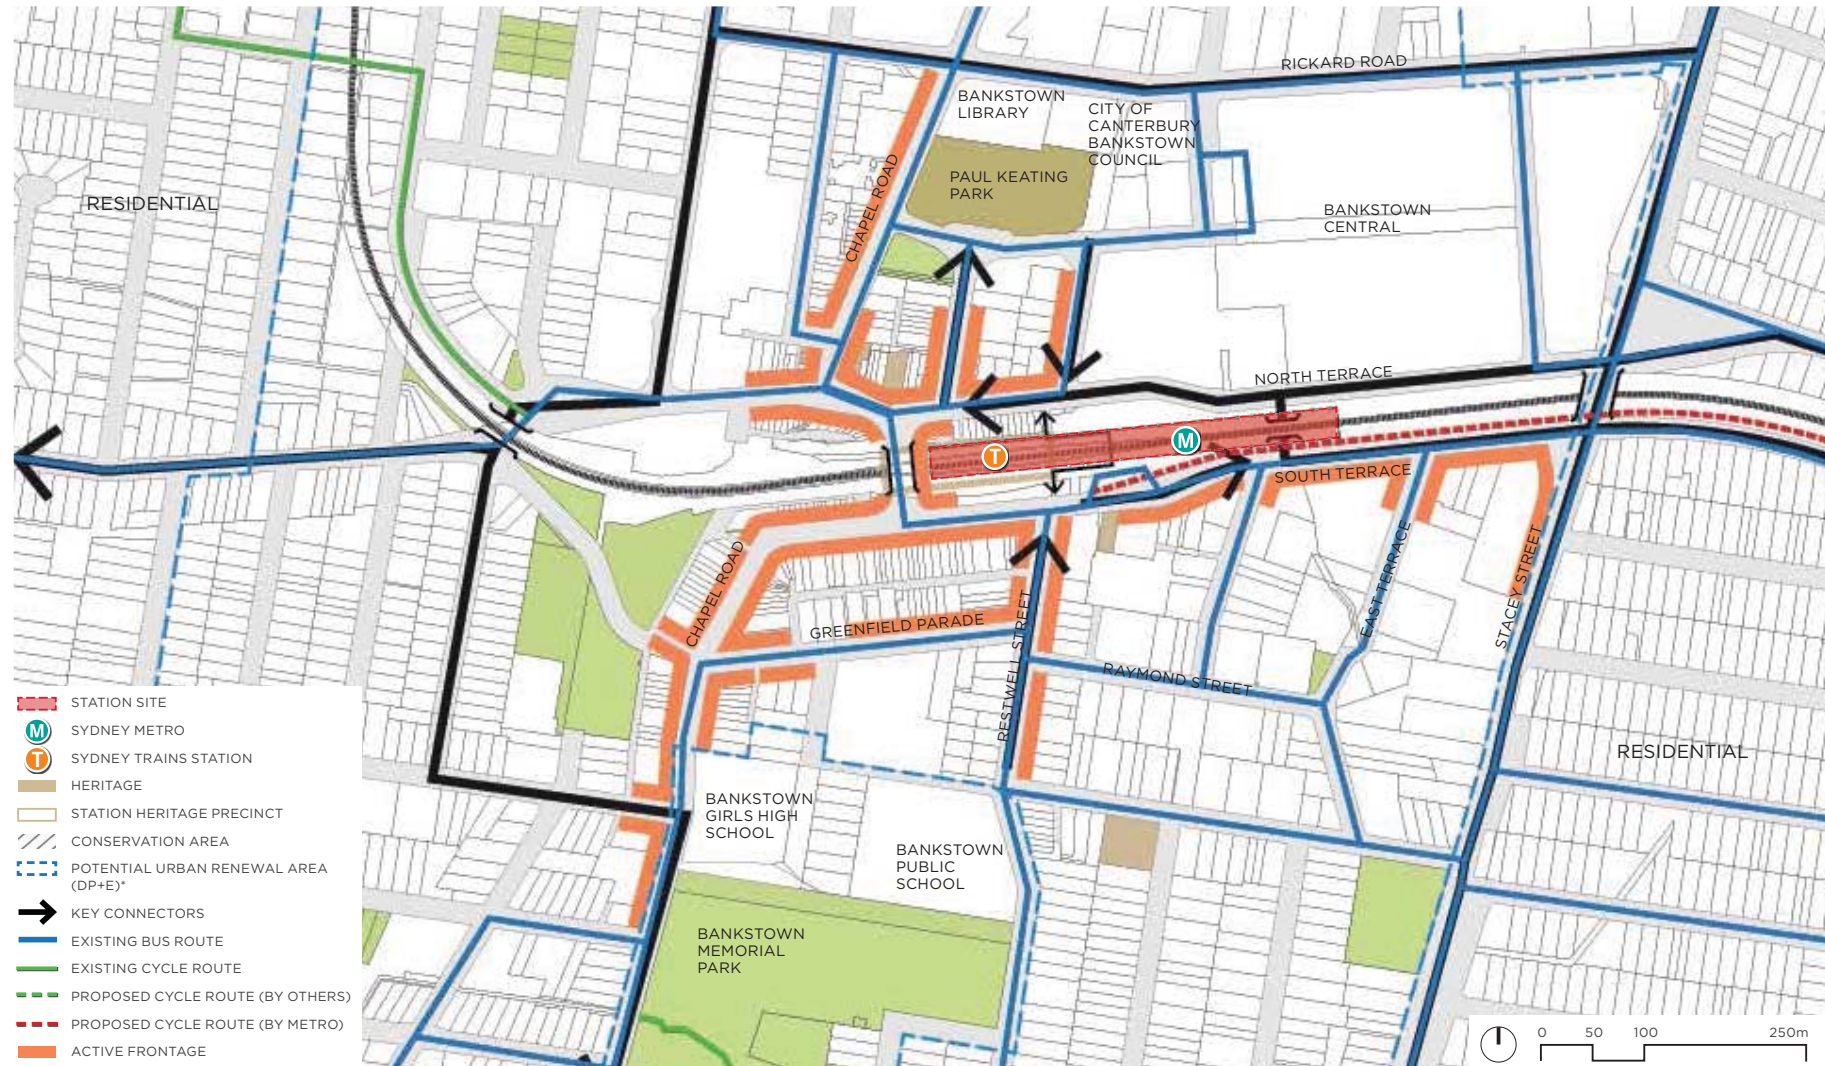 RICKARD ROAD
BANKSTOWN
LIBRARY
CITY OF
CANTERBURY
BANKSTOWN
COUNCIL
PAUL KEATING
PARK
CHAPEL ROAD
RESIDENTIAL
BANKSTOWN
CENTRAL
NORTH TERRACE
T
M
SOUTH TERRACE
CHAPEL ROAD
GREENFIELD PARADE
RESTWELL STREET
RAYMOND STREET
EAST TERRACE
STACEY STREET
RESIDENTIAL
BANKSTOWN
GIRLS HIGH
SCHOOL
BANKSTOWN
PUBLIC
SCHOOL
BANKSTOWN
MEMORIAL
PARK
STATION SITE
M SYDNEY METRO
T SYDNEY TRAINS STATION
HERITAGE
STATION HERITAGE PRECINCT
CONSERVATION AREA
POTENTIAL URBAN RENEWAL AREA
(DP+E)*
KEY CONNECTORS
EXISTING BUS ROUTE
EXISTING CYCLE ROUTE
PROPOSED CYCLE ROUTE (BY OTHERS)
PROPOSED CYCLE ROUTE (BY METRO)
ACTIVE FRONTAGE
0 50 100 250m